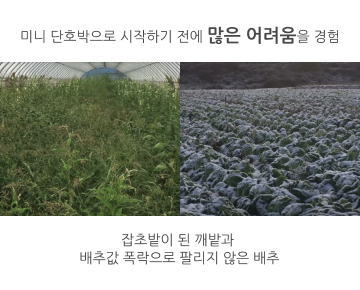 미니 단호박으로 시작하기 전에 많은 어려움을 경험
잡초밭이 된 깨밭과
배추값 폭락으로 팔리지 않은 배추